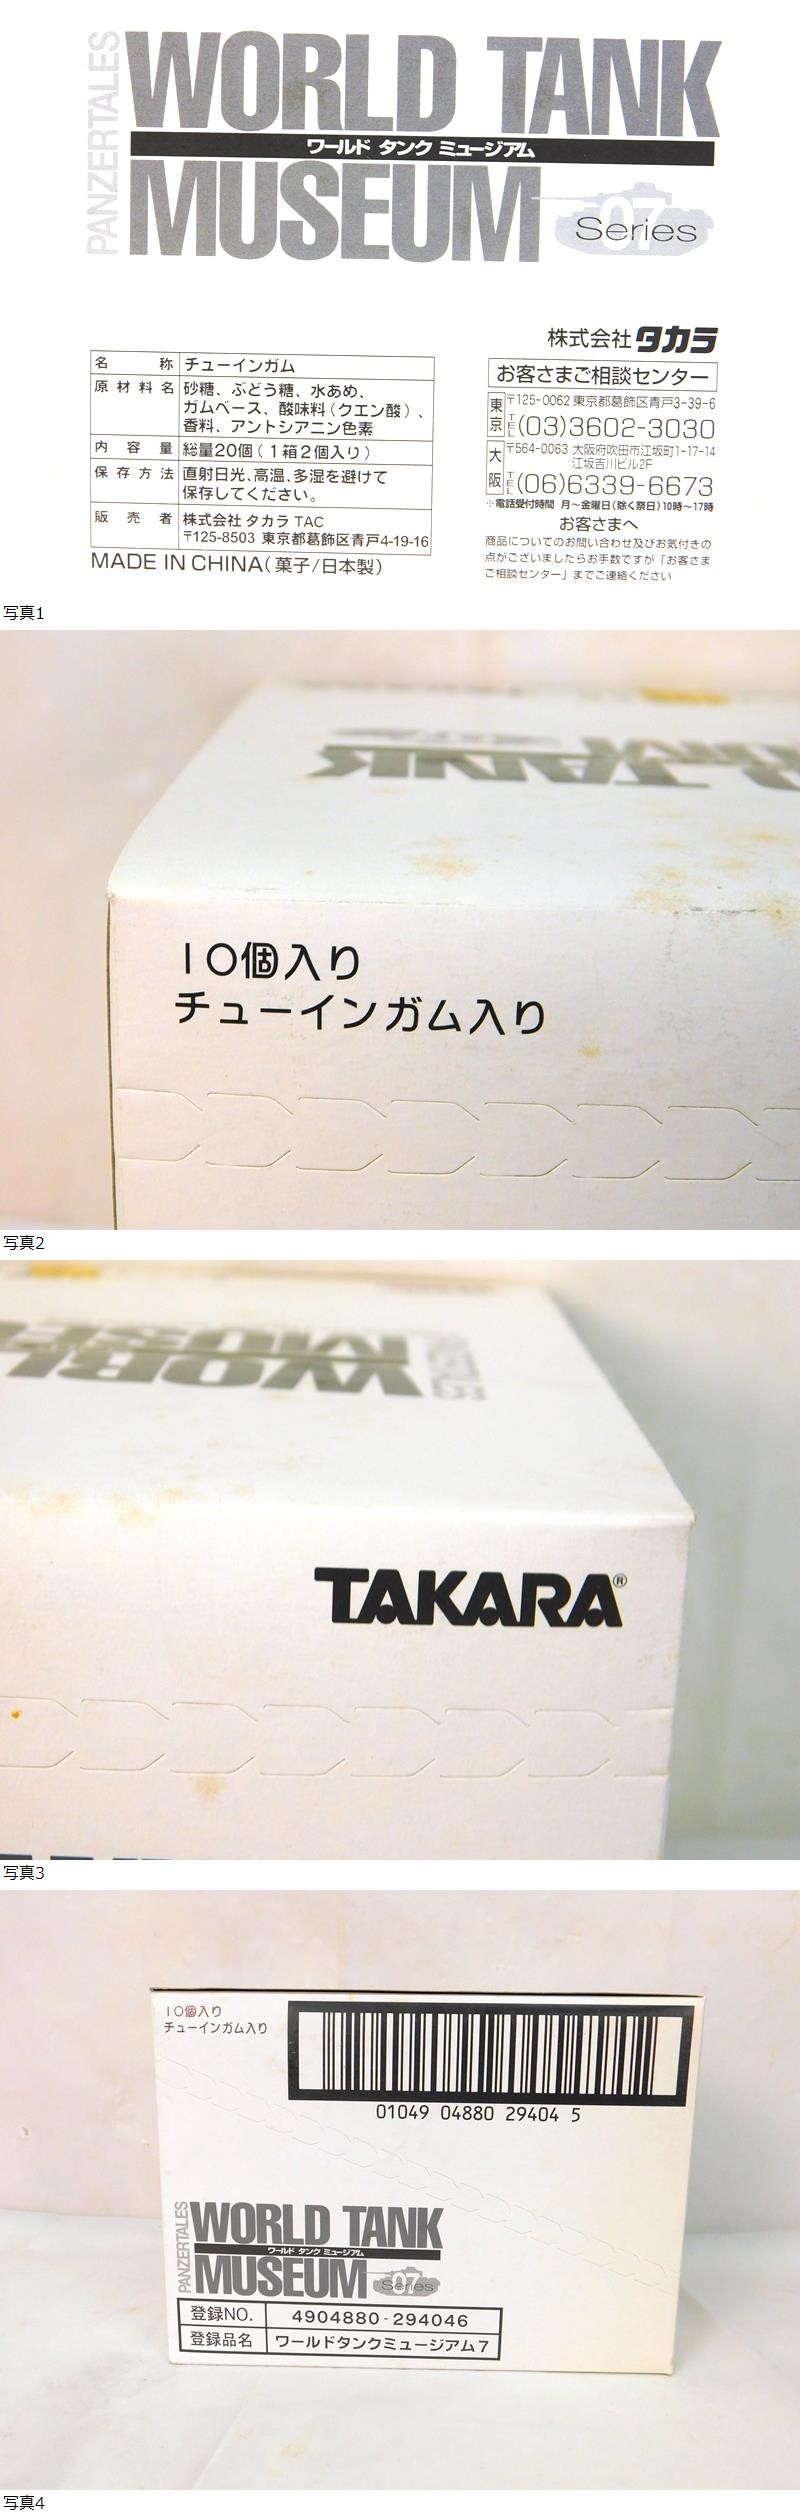 PANZERTALES
WORLD TANK
ワールド タンク ミュージアム
MUSEUM
07 Series
株式会社 タカラ
お客さまご相談センター
東京 〒125-0062 東京都葛飾区青戸3-39-6
TEL (03)3602-3030
大阪 〒564-0063 大阪府吹田市江坂町1-17-14
江坂吉川ビル2F
TEL (06)6339-6673
※電話受付時間 月～金曜日(除く祭日)10時～17時
お客さまへ
商品についてのお問い合わせ及びお気付きの
点がございましたらお手数ですが「お客さま
ご相談センター」までご連絡ください
名称 チューインガム
原材料名 砂糖、ぶどう糖、水あめ、
ガムベース、酸味料(クエン酸)、
香料、アントシアニン色素
内容量 総量20個(1箱2個入り)
保存方法 直射日光、高温、多湿を避けて
保存してください。
販売者 株式会社 タカラ TAC
〒125-8503 東京都葛飾区青戸4-19-16
MADE IN CHINA(菓子/日本製)
写真1
TANK
10個入り
チューインガム入り
写真2
WORL
MUSE
TAKARA®
写真3
10個入り
チューインガム入り
01049 04880 29404 5
PANZERTALES
WORLD TANK
ワールド タンク ミュージアム
MUSEUM
07 Series
登録NO. 4904880-294046
登録品名 ワールドタンクミュージアム7
写真4